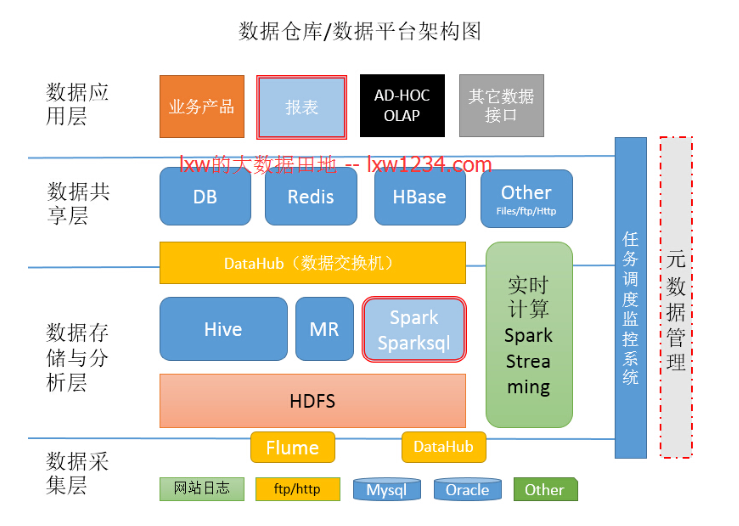 数据仓库/数据平台架构图
数据应
用层
业务产品
报表
AD-HOC
OLAP
其它数据
接口
lxw的大数据田地 -- lxw1234.com
数据共
享层
DB
Redis
HBase
Other
Files/ftp/Http
DataHub（数据交换机）
数据存
储与分
析层
Hive
MR
Spark
Sparksql
HDFS
实时
计算
Spark
Strea
ming
任
务
调
度
监
控
系
统
元
数
据
管
理
数据采
集层
Flume
DataHub
网站日志
ftp/http
Mysql
Oracle
Other